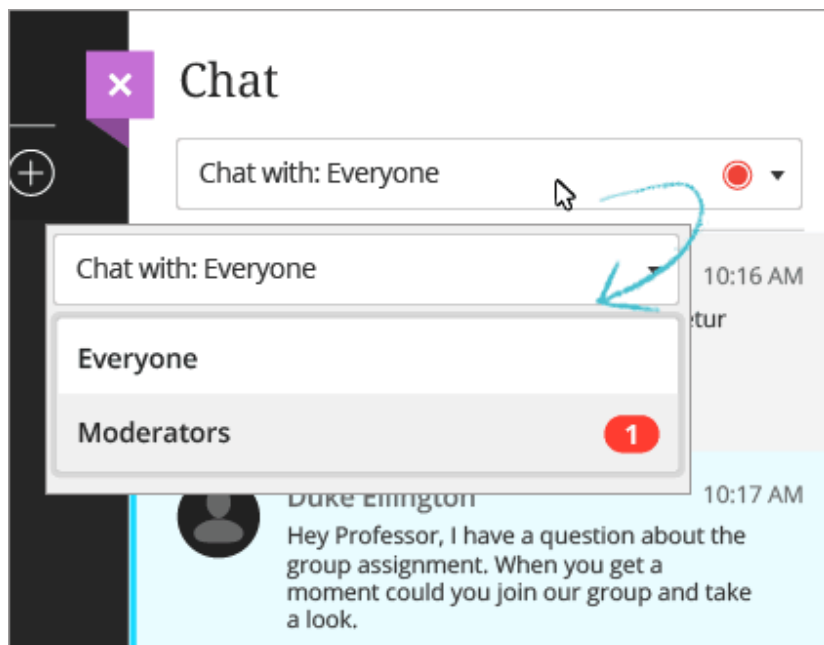 Chat
Chat with: Everyone
Chat with: Everyone
10:16 AM
etur
Everyone
Moderators 1
Duke Ellington 10:17 AM
Hey Professor, I have a question about the
group assignment. When you get a
moment could you join our group and take
a look.